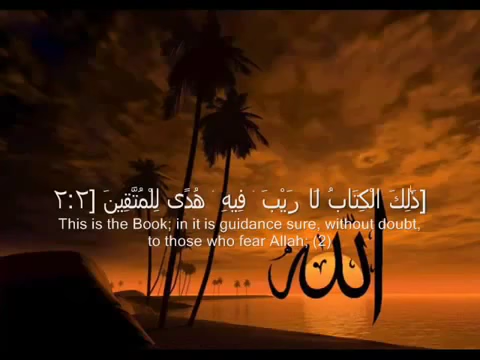 [ذَٰلِكَ الْكِتَابُ لَا رَيْبَ ۛ فِيهِ ۛ هُدًى لِلْمُتَّقِينَ [٢:٢
This is the Book; in it is guidance sure, without doubt,
to those who fear Allah; (2)
الله